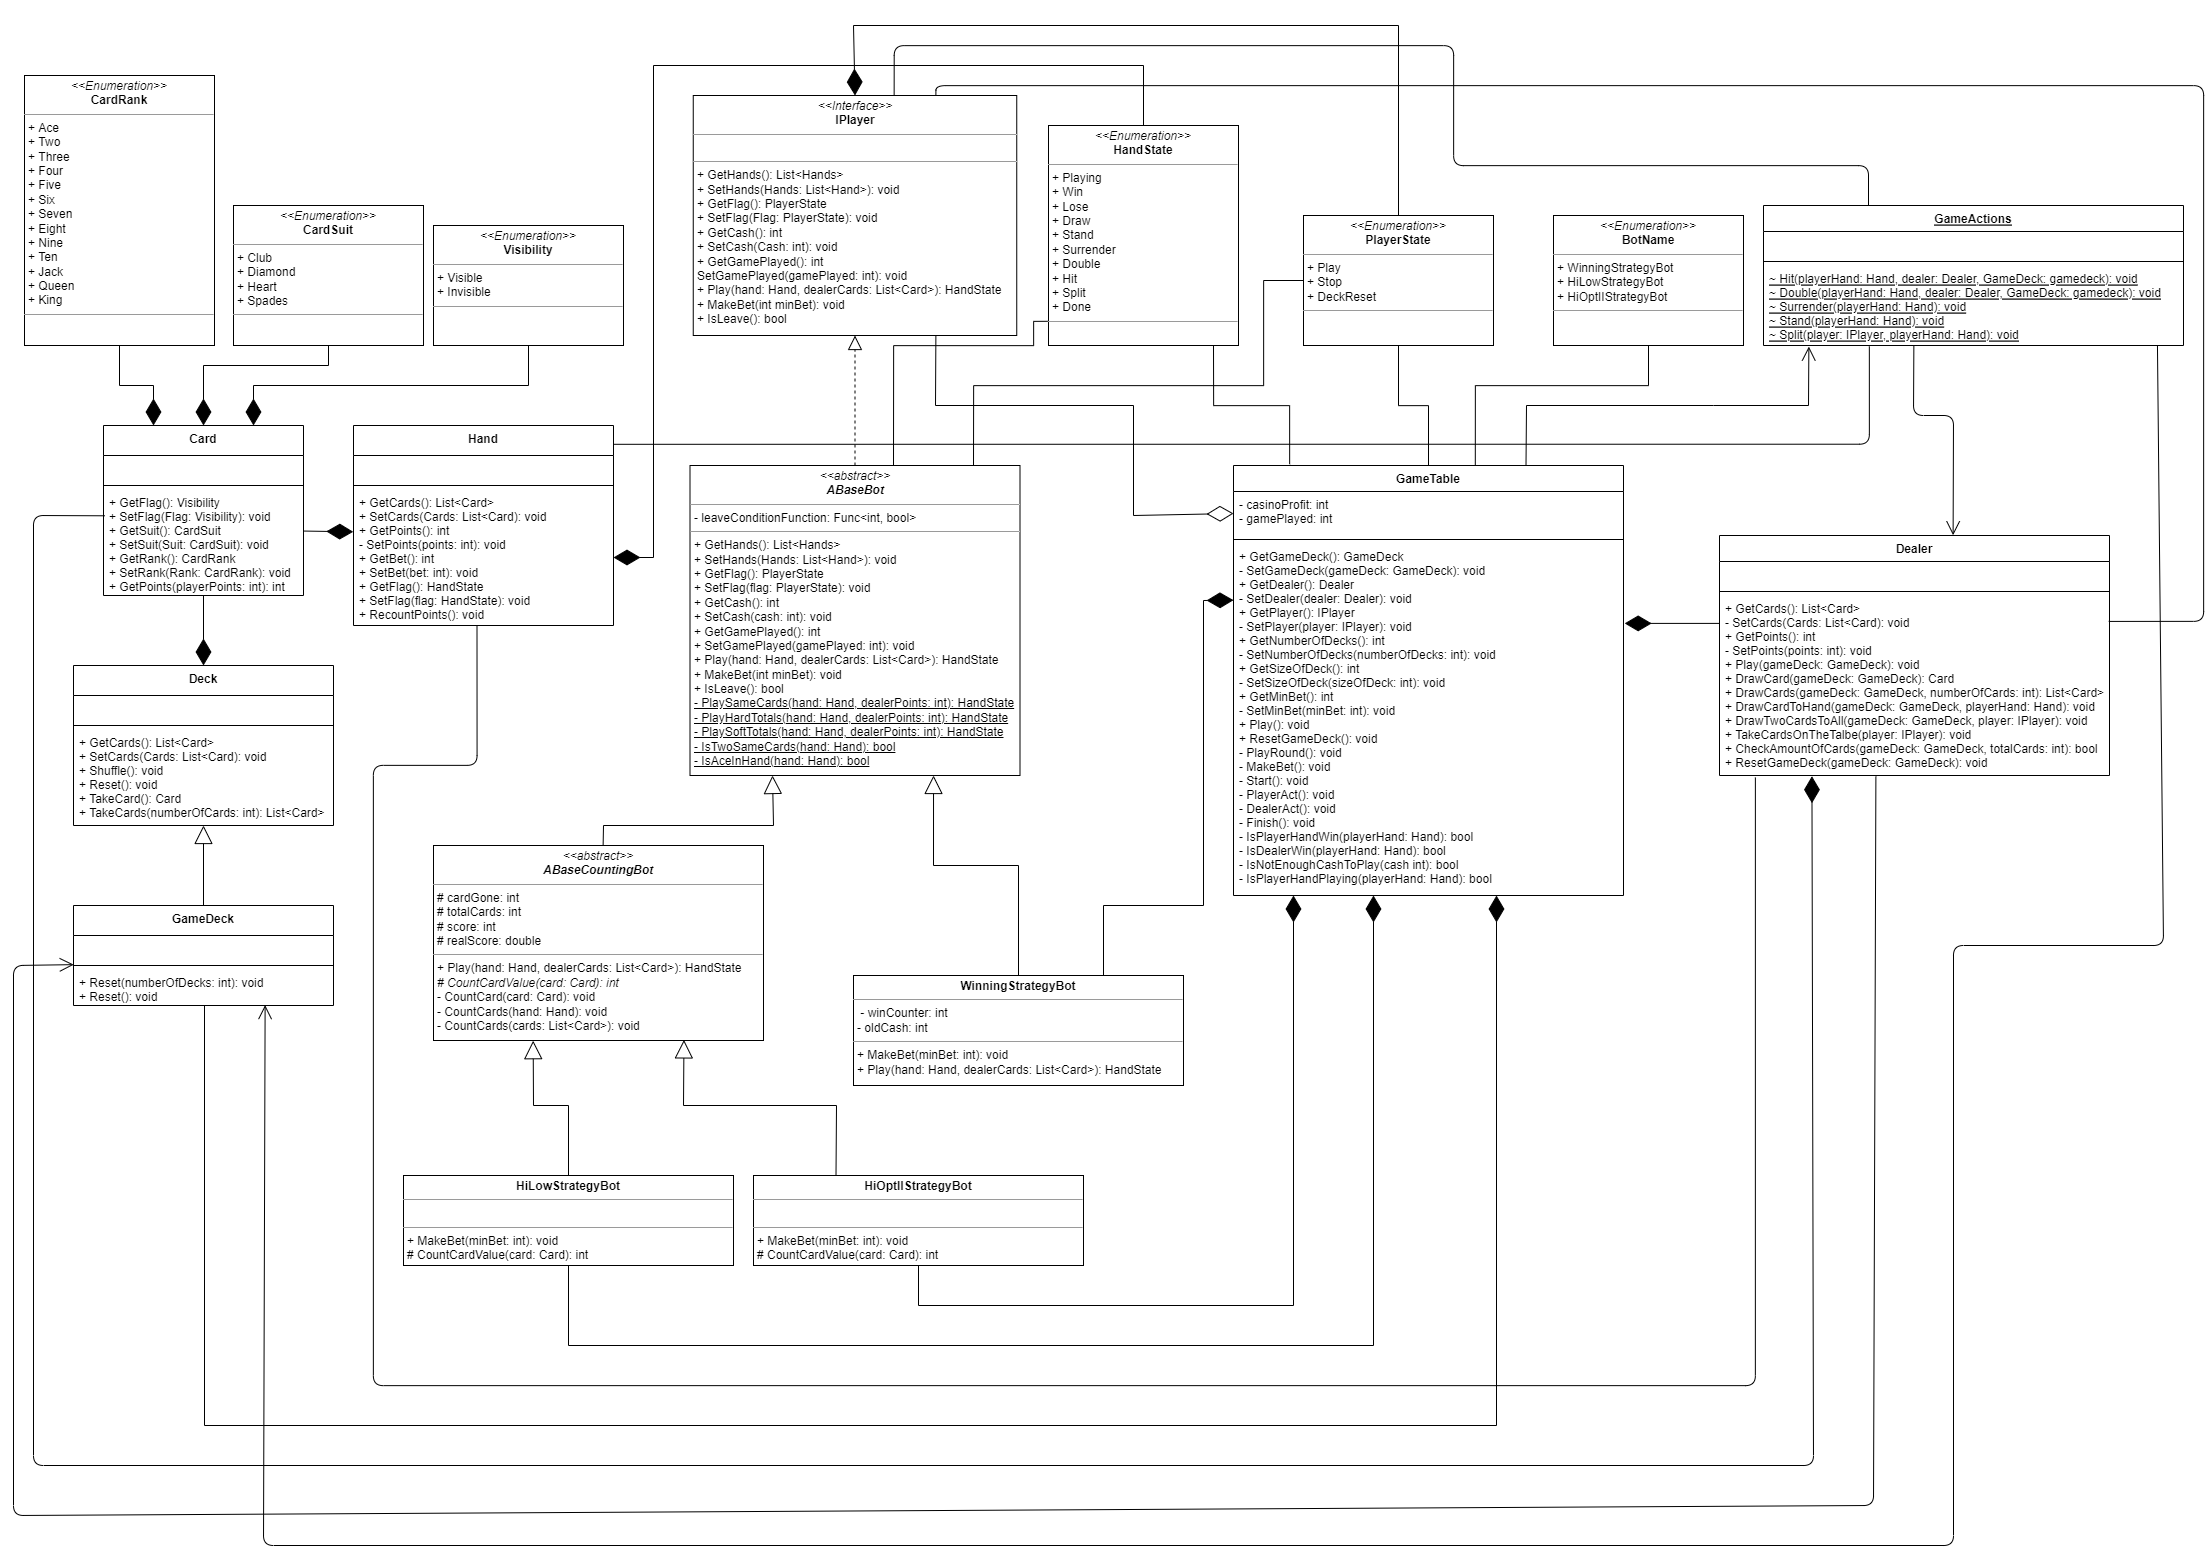 <<Enumeration>>
CardRank
+ Ace
+ Two
+ Three
+ Four
+ Five
+ Six
+ Seven
+ Eight
+ Nine
+ Ten
+ Jack
+ Queen
+ King
<<Enumeration>>
CardSuit
+ Club
+ Diamond
+ Heart
+ Spades
<<Enumeration>>
Visibility
+ Visible
+ Invisible
<<Interface>>
IPlayer
+ GetHands(): List<Hands>
+ SetHands(Hands: List<Hand>): void
+ GetFlag(): PlayerState
+ SetFlag(Flag: PlayerState): void
+ GetCash(): int
+ SetCash(Cash: int): void
+ GetGamePlayed(): int
SetGamePlayed(gamePlayed: int): void
+ Play(hand: Hand, dealerCards: List<Card>): HandState
+ MakeBet(int minBet): void
+ IsLeave(): bool
<<Enumeration>>
HandState
+ Playing
+ Win
+ Lose
+ Draw
+ Stand
+ Surrender
+ Double
+ Hit
+ Split
+ Done
<<Enumeration>>
PlayerState
+ Play
+ Stop
+ DeckReset
<<Enumeration>>
BotName
+ WinningStrategyBot
+ HiLowStrategyBot
+ HiOptIIStrategyBot
GameActions
~ Hit(playerHand: Hand, dealer: Dealer, GameDeck: gamedeck): void
~ Double(playerHand: Hand, dealer: Dealer, GameDeck: gamedeck): void
~ Surrender(playerHand: Hand): void
~ Stand(playerHand: Hand): void
~ Split(player: IPlayer, playerHand: Hand): void
Card
+ GetFlag(): Visibility
+ SetFlag(Flag: Visibility): void
+ GetSuit(): CardSuit
+ SetSuit(Suit: CardSuit): void
+ GetRank(): CardRank
+ SetRank(Rank: CardRank): void
+ GetPoints(playerPoints: int): int
Hand
+ GetCards(): List<Card>
+ SetCards(Cards: List<Card): void
+ GetPoints(): int
- SetPoints(points: int): void
+ GetBet(): int
+ SetBet(bet: int): void
+ GetFlag(): HandState
+ SetFlag(flag: HandState): void
+ RecountPoints(): void
<<abstract>>
ABaseBot
- leaveConditionFunction: Func<int, bool>
+ GetHands(): List<Hands>
+ SetHands(Hands: List<Hand>): void
+ GetFlag(): PlayerState
+ SetFlag(flag: PlayerState): void
+ GetCash(): int
+ SetCash(cash: int): void
+ GetGamePlayed(): int
+ SetGamePlayed(gamePlayed: int): void
+ Play(hand: Hand, dealerCards: List<Card>): HandState
+ MakeBet(int minBet): void
+ IsLeave(): bool
- PlaySameCards(hand: Hand, dealerPoints: int): HandState
- PlayHardTotals(hand: Hand, dealerPoints: int): HandState
- PlaySoftTotals(hand: Hand, dealerPoints: int): HandState
- IsTwoSameCards(hand: Hand): bool
- IsAceInHand(hand: Hand): bool
GameTable
- casinoProfit: int
- gamePlayed: int
+ GetGameDeck(): GameDeck
- SetGameDeck(gameDeck: GameDeck): void
+ GetDealer(): Dealer
- SetDealer(dealer: Dealer): void
+ GetPlayer(): IPlayer
- SetPlayer(player: IPlayer): void
+ GetNumberOfDecks(): int
- SetNumberOfDecks(numberOfDecks: int): void
+ GetSizeOfDeck(): int
- SetSizeOfDeck(sizeOfDeck: int): void
+ GetMinBet(): int
- SetMinBet(minBet: int): void
+ Play(): void
+ ResetGameDeck(): void
- PlayRound(): void
- MakeBet(): void
- Start(): void
- PlayerAct(): void
- DealerAct(): void
- Finish(): void
- IsPlayerHandWin(playerHand: Hand): bool
- IsDealerWin(playerHand: Hand): bool
- IsNotEnoughCashToPlay(cash int): bool
- IsPlayerHandPlaying(playerHand: Hand): bool
Dealer
+ GetCards(): List<Card>
- SetCards(Cards: List<Card): void
+ GetPoints(): int
- SetPoints(points: int): void
+ Play(gameDeck: GameDeck): void
+ DrawCard(gameDeck: GameDeck): Card
+ DrawCards(gameDeck: GameDeck, numberOfCards: int): List<Card>
+ DrawCardToHand(gameDeck: GameDeck, playerHand: Hand): void
+ DrawTwoCardsToAll(gameDeck: GameDeck, player: IPlayer): void
+ TakeCardsOnTheTalbe(player: IPlayer): void
+ CheckAmountOfCards(gameDeck: GameDeck, totalCards: int): bool
+ ResetGameDeck(gameDeck: GameDeck): void
Deck
+ GetCards(): List<Card>
+ SetCards(Cards: List<Card): void
+ Shuffle(): void
+ Reset(): void
+ TakeCard(): Card
+ TakeCards(numberOfCards: int): List<Card>
GameDeck
+ Reset(numberOfDecks: int): void
+ Reset(): void
<<abstract>>
ABaseCountingBot
# cardGone: int
# totalCards: int
# score: int
# realScore: double
+ Play(hand: Hand, dealerCards: List<Card>): HandState
# CountCardValue(card: Card): int
- CountCard(card: Card): void
- CountCards(hand: Hand): void
- CountCards(cards: List<Card>): void
WinningStrategyBot
- winCounter: int
- oldCash: int
+ MakeBet(minBet: int): void
+ Play(hand: Hand, dealerCards: List<Card>): HandState
HiLowStrategyBot
+ MakeBet(minBet: int): void
# CountCardValue(card: Card): int
HiOptIIStrategyBot
+ MakeBet(minBet: int): void
# CountCardValue(card: Card): int